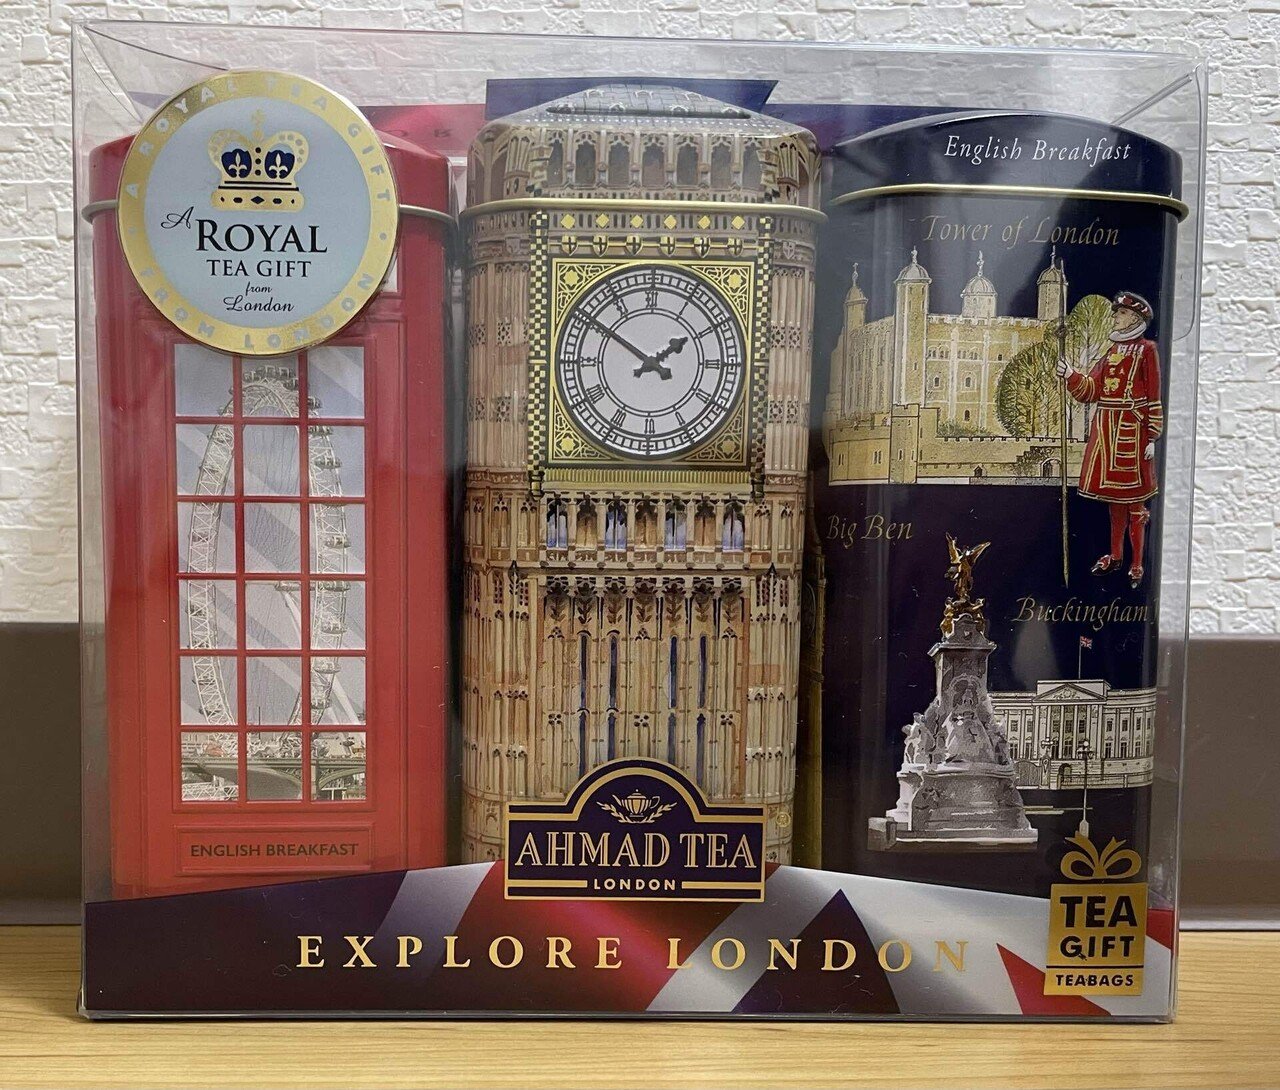 A ROYAL TEA GIFT
FROM LONDON
A
ROYAL
TEA GIFT
from
London
ENGLISH BREAKFAST
AHMAD TEA
LONDON
EXPLORE LONDON
English Breakfast
Tower of London
Big Ben
Buckingham
TEA
GIFT
TEABAGS